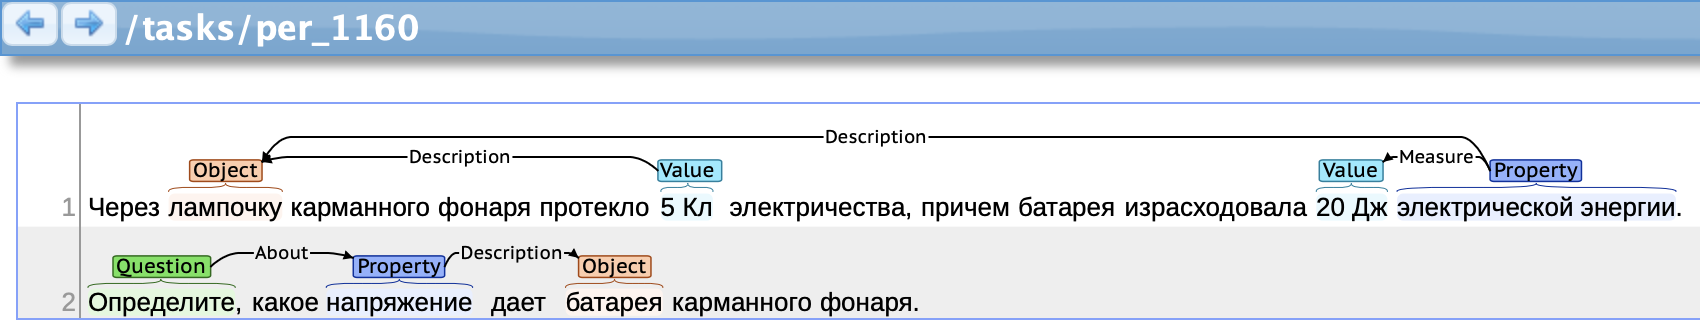 /tasks/per_1160
Description
Object Description Value Value Measure Property
1 Через лампочку карманного фонаря протекло 5 Кл электричества, причем батарея израсходовала 20 Дж электрической энергии.
Question About Property Description Object
2 Определите, какое напряжение дает батарея карманного фонаря.